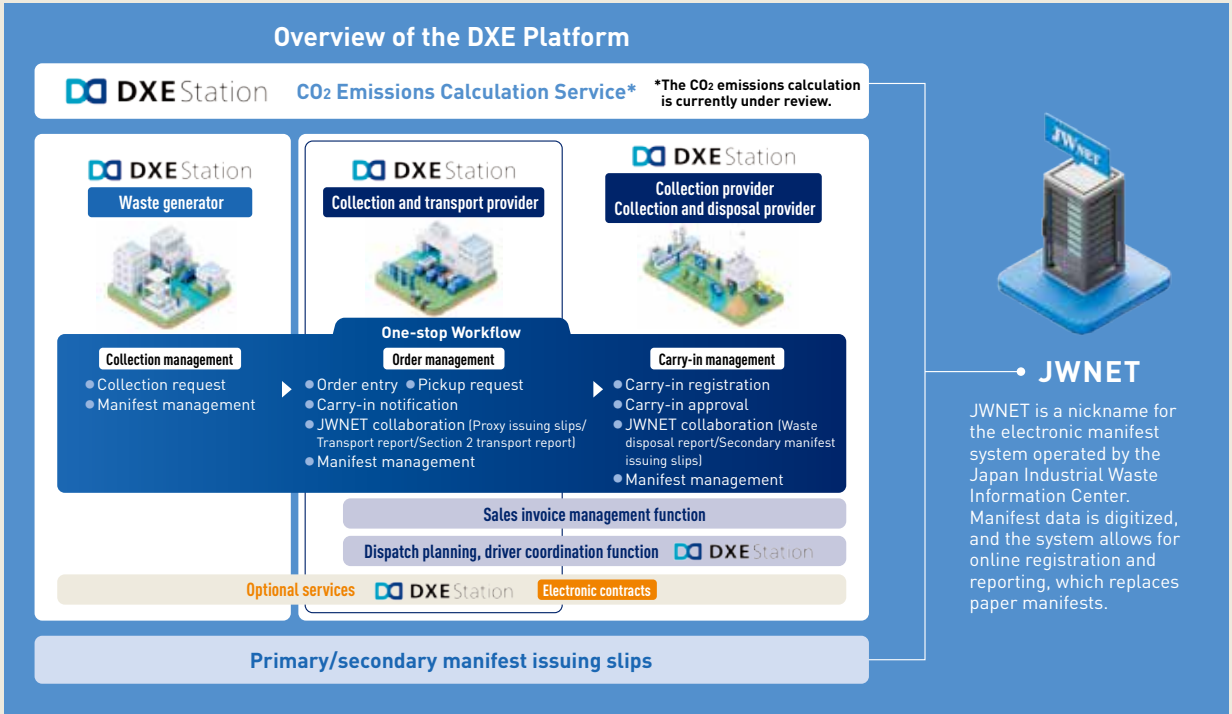 Overview of the DXE Platform
DXE Station
CO2 Emissions Calculation Service*
*The CO2 emissions calculation
is currently under review.
DXE Station
Waste generator
DXE Station
Collection and transport provider
DXE Station
Collection provider
Collection and disposal provider
One-stop Workflow
Collection management
Collection request
Manifest management
Order management
Order entry ● Pickup request
Carry-in notification
JWNET collaboration (Proxy issuing slips/
Transport report/Section 2 transport report)
Manifest management
Carry-in management
Carry-in registration
Carry-in approval
JWNET collaboration (Waste
disposal report/Secondary manifest
issuing slips)
Manifest management
Sales invoice management function
Dispatch planning, driver coordination function DXE Station
Optional services DXE Station Electronic contracts
Primary/secondary manifest issuing slips
JWNET
JWNET
JWNET is a nickname for
the electronic manifest
system operated by the
Japan Industrial Waste
Information Center.
Manifest data is digitized,
and the system allows for
online registration and
reporting, which replaces
paper manifests.